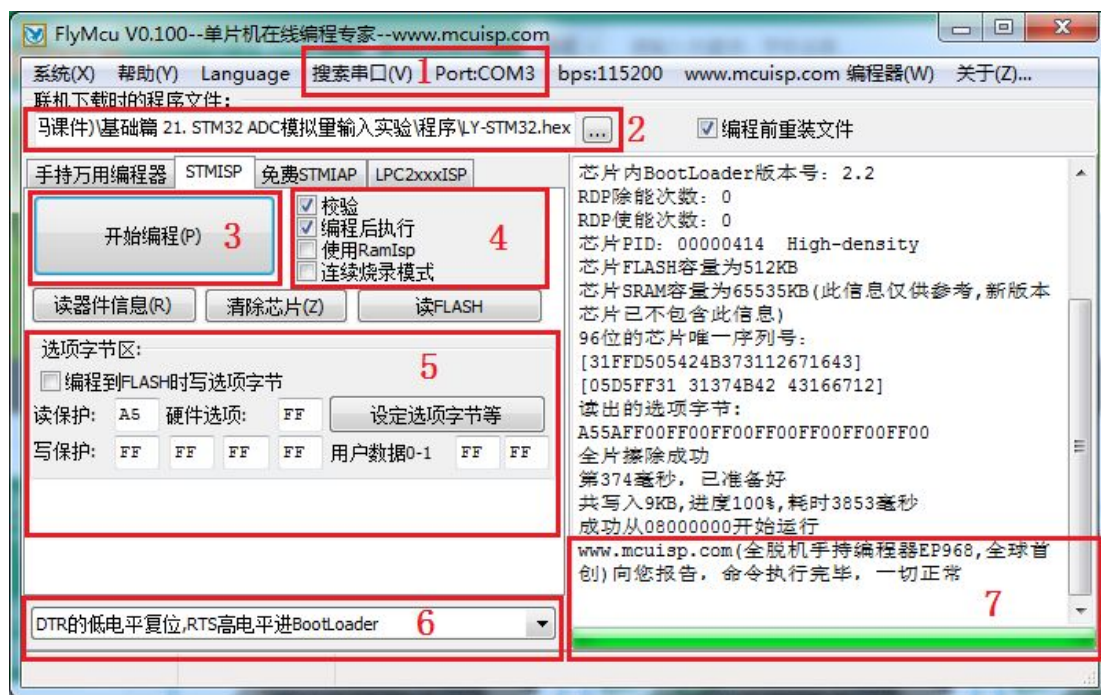 FlyMcu V0.100--单片机在线编程专家--www.mcuisp.com
系统(X) 帮助(Y) Language 搜索串口(V) 1 Port:COM3 bps:115200 www.mcuisp.com 编程器(W) 关于(Z)...
联机下载时的程序文件:
马课件)\基础篇 21. STM32 ADC模拟量输入实验\程序\LY-STM32.hex ... 2 编程前重装文件
手持万用编程器 STMISP 免费STMIAP LPC2xxxISP
开始编程(P) 3
校验
编程后执行
使用RamIsp
连续烧录模式
4
读器件信息(R) 清除芯片(Z) 读FLASH
选项字节区:
5
编程到FLASH时写选项字节
读保护: A5 硬件选项: FF 设定选项字节等
写保护: FF FF FF FF 用户数据0-1 FF FF
DTR的低电平复位,RTS高电平进BootLoader 6
芯片内BootLoader版本号: 2.2
RDP除能次数: 0
RDP使能次数: 0
芯片PID: 00000414 High-density
芯片FLASH容量为512KB
芯片SRAM容量为65535KB(此信息仅供参考,新版本
芯片已不包含此信息)
96位的芯片唯一序列号:
[31FFD505424B373112671643]
[05D5FF31 31374B42 43166712]
读出的选项字节:
A55AFF00FF00FF00FF00FF00FF00FF00
全片擦除成功
第374毫秒, 已准备好
共写入9KB,进度100%,耗时3853毫秒
成功从08000000开始运行
www.mcuisp.com(全脱机手持编程器EP968,全球首
创)向您报告, 命令执行完毕, 一切正常
7